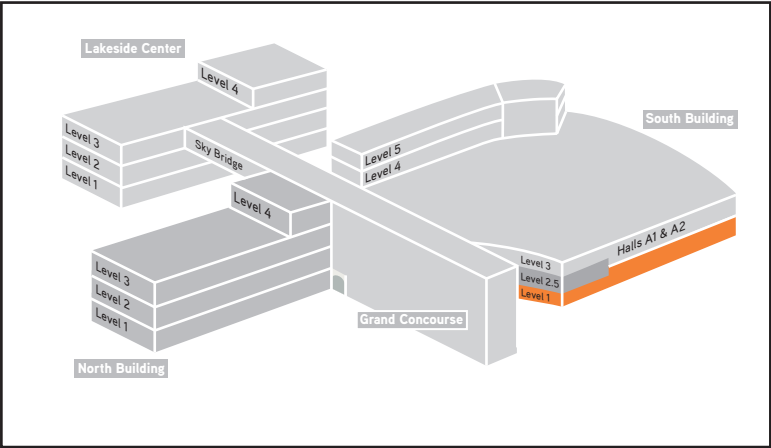 Lakeside Center
Level 4
Level 3
Level 2
Level 1
Sky Bridge
Level 5
Level 4
South Building
Level 4
Halls A1 & A2
Level 3
Level 2.5
Level 1
Level 3
Level 2
Level 1
Grand Concourse
North Building